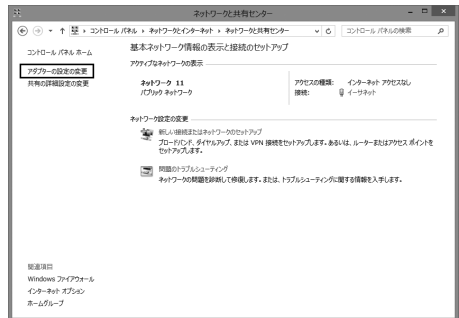 ネットワークと共有センター
コントロール パネル ▸ ネットワークとインターネット ▸ ネットワークと共有センター
コントロール パネルの検索
コントロール パネル ホーム
アダプターの設定の変更
共有の詳細設定の変更
基本ネットワーク情報の表示と接続のセットアップ
アクティブなネットワークの表示
ネットワーク 11
パブリック ネットワーク
アクセスの種類: インターネット アクセスなし
接続: イーサネット
ネットワーク設定の変更
新しい接続またはネットワークのセットアップ
ブロードバンド、ダイヤルアップ、または VPN 接続をセットアップします。あるいは、ルーターまたはアクセス ポイントを
セットアップします。
問題のトラブルシューティング
ネットワークの問題を診断して修復します。または、トラブルシューティングに関する情報を入手します。
関連項目
Windows ファイアウォール
インターネット オプション
ホームグループ